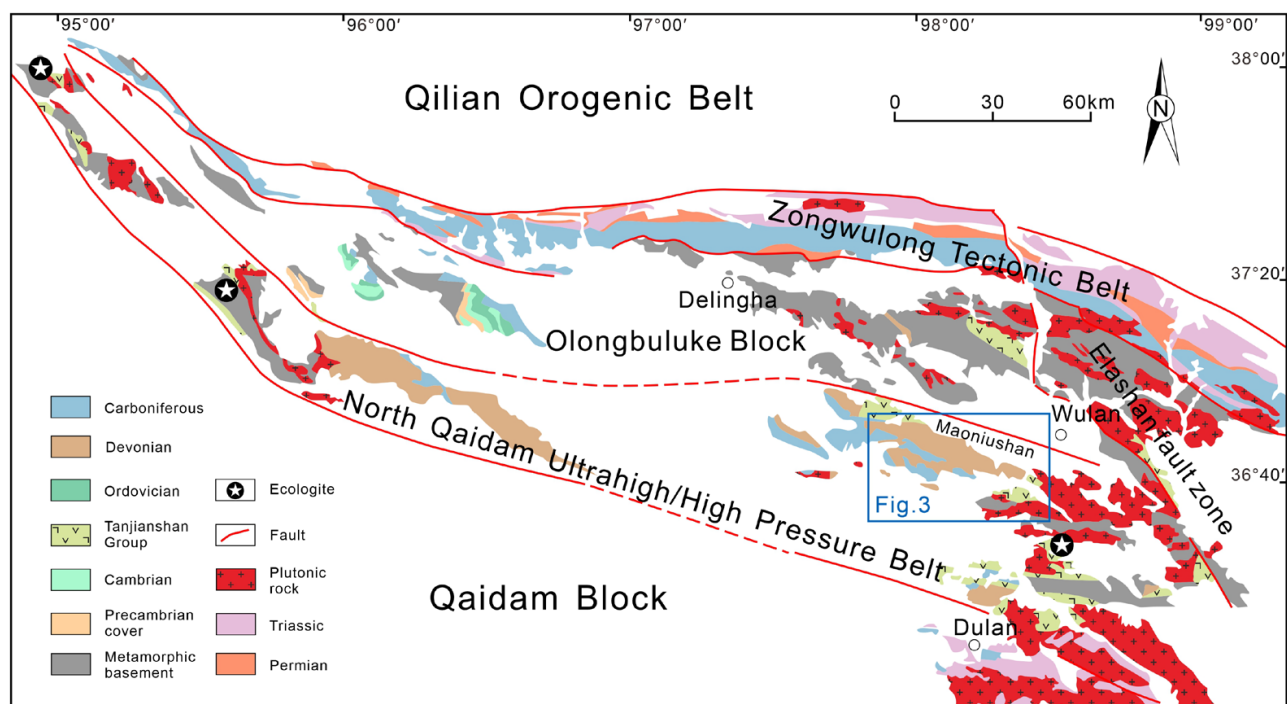 95°00′
96°00′
97°00′
98°00′
99°00′
38°00′
Qilian Orogenic Belt
0
30
60km
N
Zongwulong Tectonic Belt
37°20′
Delingha
Olongbuluke Block
Elashan fault zone
North Qaidam Ultrahigh/High Pressure Belt
Wulan
Maoniushan
36°40′
Fig.3
Qaidam Block
Dulan
Carboniferous
Devonian
Ordovician
Tanjianshan
Group
Cambrian
Precambrian
cover
Metamorphic
basement
Ecologite
Fault
Plutonic
rock
Triassic
Permian